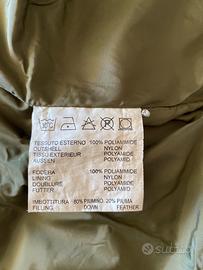 30°C
TESSUTO ESTERNO 100% POLIAMMIDE
OUTSHELL NYLON
TISSU EXTERIEUR POLYAMIDE
AUSSEN POLYAMID
FODERA 100% POLIAMMIDE
LINING NYLON
DOUBLURE POLYAMIDE
FUTTER POLYAMID
IMBOTTITURA 80% PIUMINO 20% PIUMA
FILLING DOWN FEATHER
SUBITO